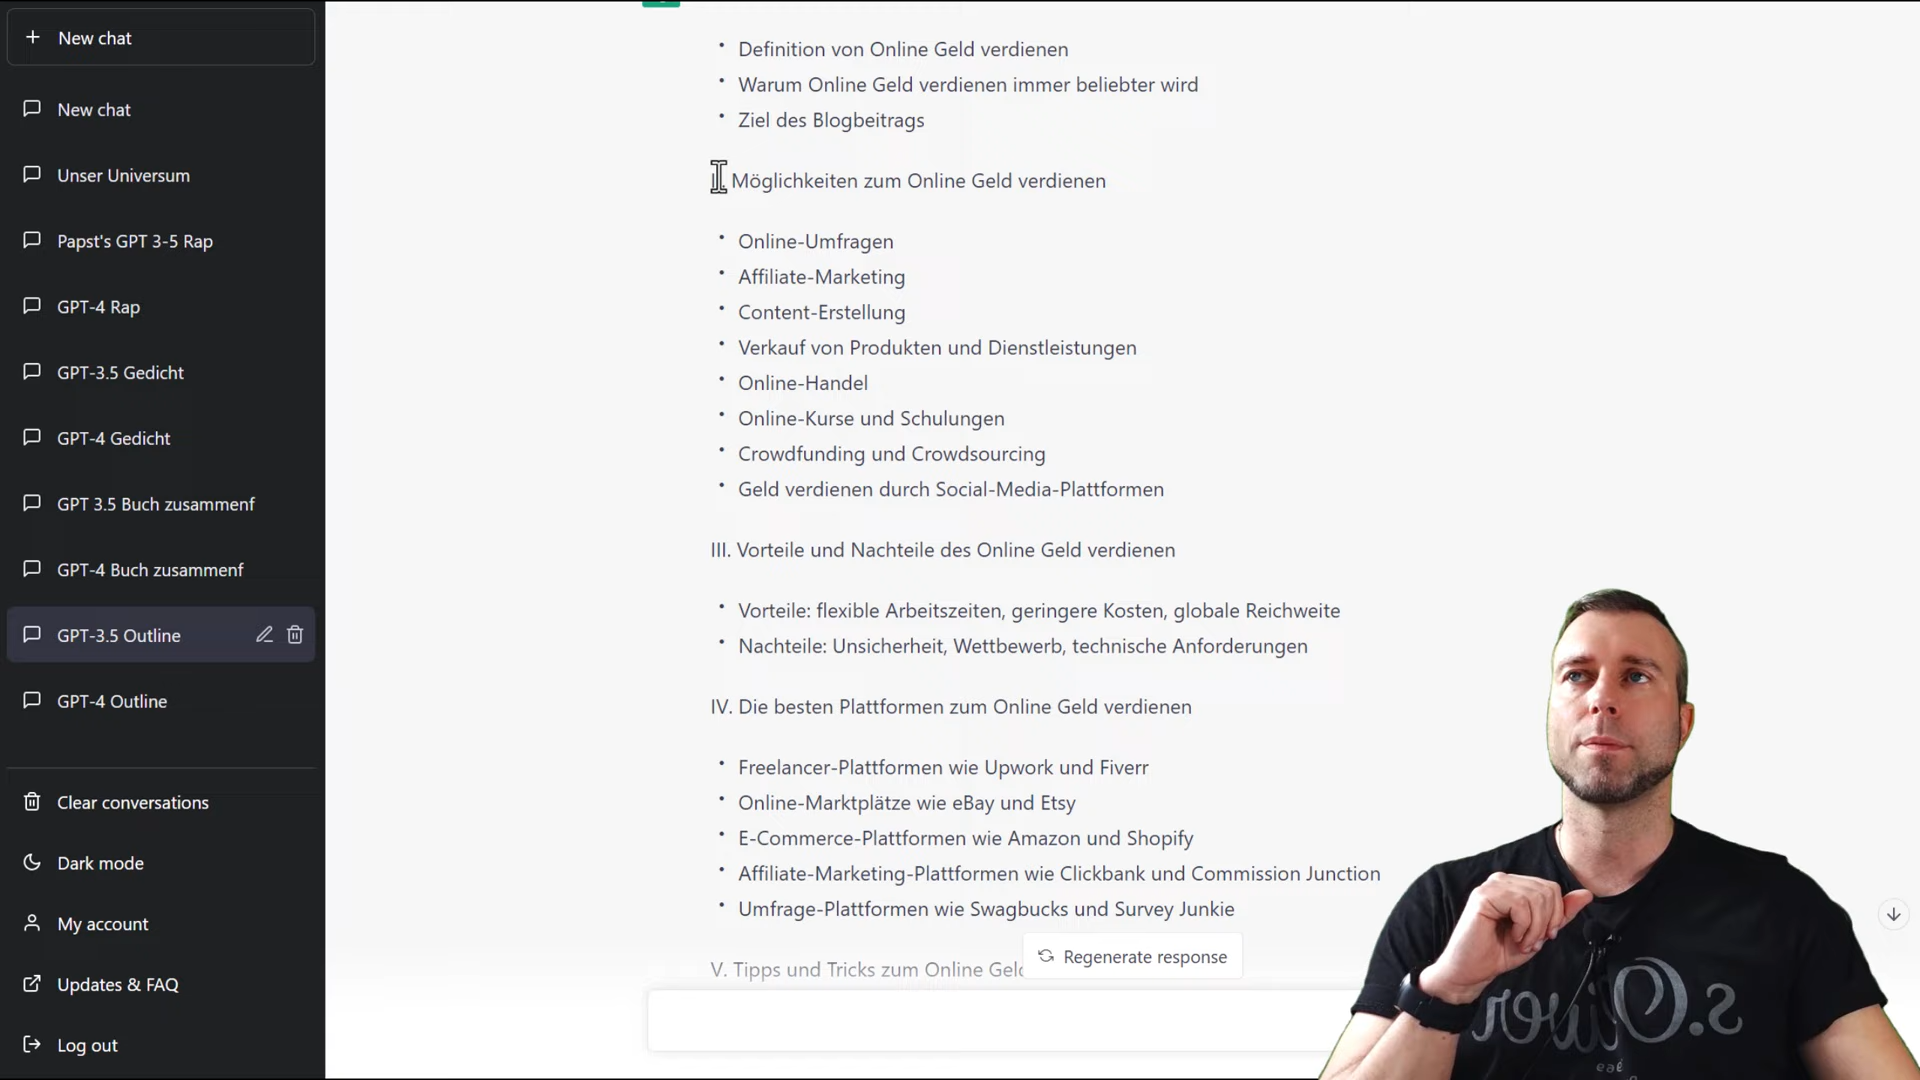 New chat
New chat
Unser Universum
Papst's GPT 3-5 Rap
GPT-4 Rap
GPT-3.5 Gedicht
GPT-4 Gedicht
GPT 3.5 Buch zusammenf
GPT-4 Buch zusammenf
GPT-3.5 Outline
GPT-4 Outline
Clear conversations
Dark mode
My account
Updates & FAQ
Log out
• Definition von Online Geld verdienen
• Warum Online Geld verdienen immer beliebter wird
• Ziel des Blogbeitrags
Möglichkeiten zum Online Geld verdienen
• Online-Umfragen
• Affiliate-Marketing
• Content-Erstellung
• Verkauf von Produkten und Dienstleistungen
• Online-Handel
• Online-Kurse und Schulungen
• Crowdfunding und Crowdsourcing
• Geld verdienen durch Social-Media-Plattformen
III. Vorteile und Nachteile des Online Geld verdienen
• Vorteile: flexible Arbeitszeiten, geringere Kosten, globale Reichweite
• Nachteile: Unsicherheit, Wettbewerb, technische Anforderungen
IV. Die besten Plattformen zum Online Geld verdienen
• Freelancer-Plattformen wie Upwork und Fiverr
• Online-Marktplätze wie eBay und Etsy
• E-Commerce-Plattformen wie Amazon und Shopify
• Affiliate-Marketing-Plattformen wie Clickbank und Commission Junction
• Umfrage-Plattformen wie Swagbucks und Survey Junkie
V. Tipps und Tricks zum Online Geld
Regenerate response
s.Oliver